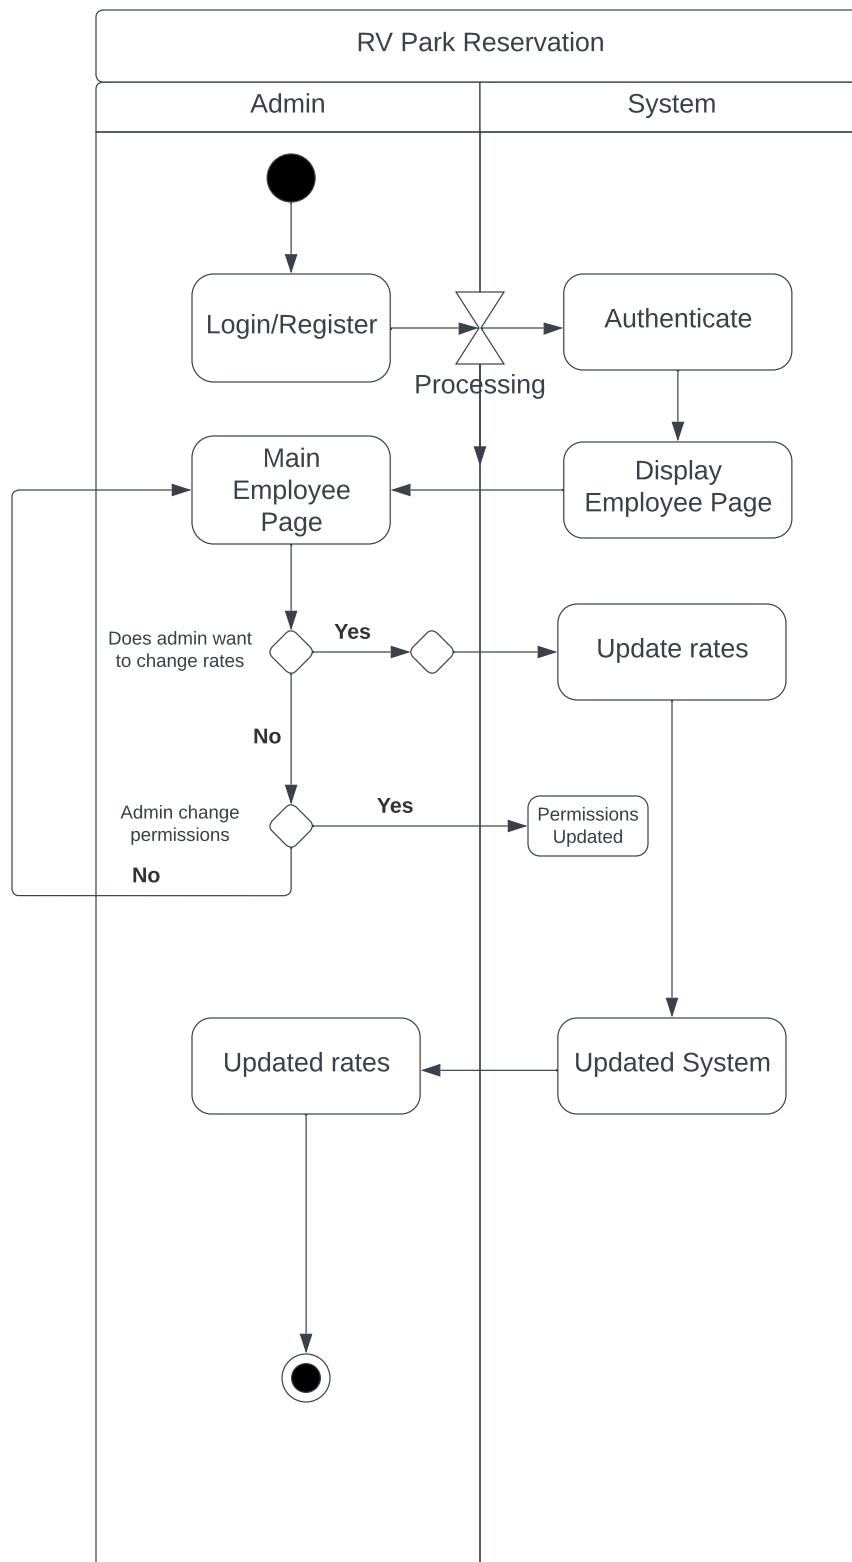 RV Park Reservation
Admin
System
Login/Register
Authenticate
Processing
Main
Employee
Page
Display
Employee Page
Does admin want
to change rates
Yes
Update rates
No
Admin change
permissions
Yes
Permissions
Updated
No
Updated rates
Updated System